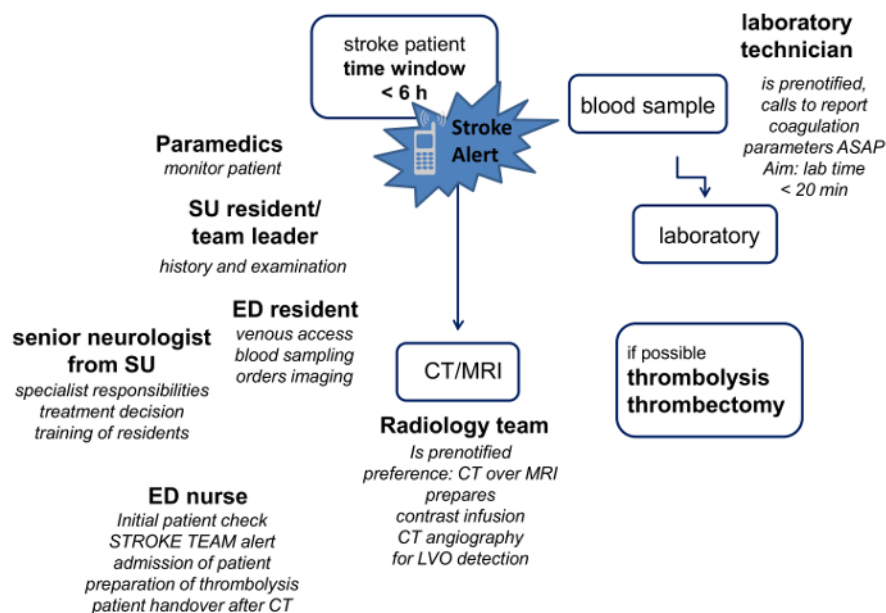 stroke patient
time window
< 6 h
Stroke
Alert
blood sample
laboratory
technician
is prenotified,
calls to report
coagulation
parameters ASAP
Aim: lab time
< 20 min
laboratory
Paramedics
monitor patient
SU resident/
team leader
history and examination
ED resident
venous access
blood sampling
orders imaging
senior neurologist
from SU
specialist responsibilities
treatment decision
training of residents
CT/MRI
Radiology team
Is prenotified
preference: CT over MRI
prepares
contrast infusion
CT angiography
for LVO detection
if possible
thrombolysis
thrombectomy
ED nurse
Initial patient check
STROKE TEAM alert
admission of patient
preparation of thrombolysis
patient handover after CT